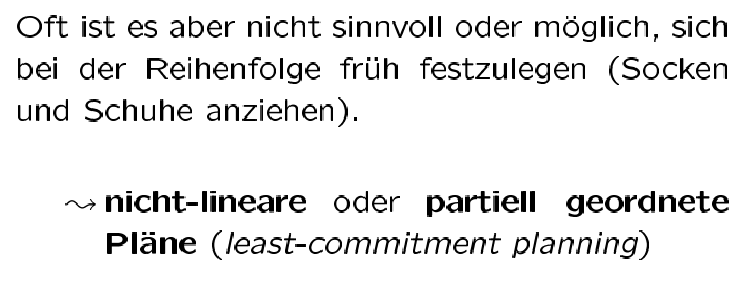 Oft ist es aber nicht sinnvoll oder möglich, sich
bei der Reihenfolge früh festzulegen (Socken
und Schuhe anziehen).
⤳ nicht-lineare oder partiell geordnete
Pläne (least-commitment planning)